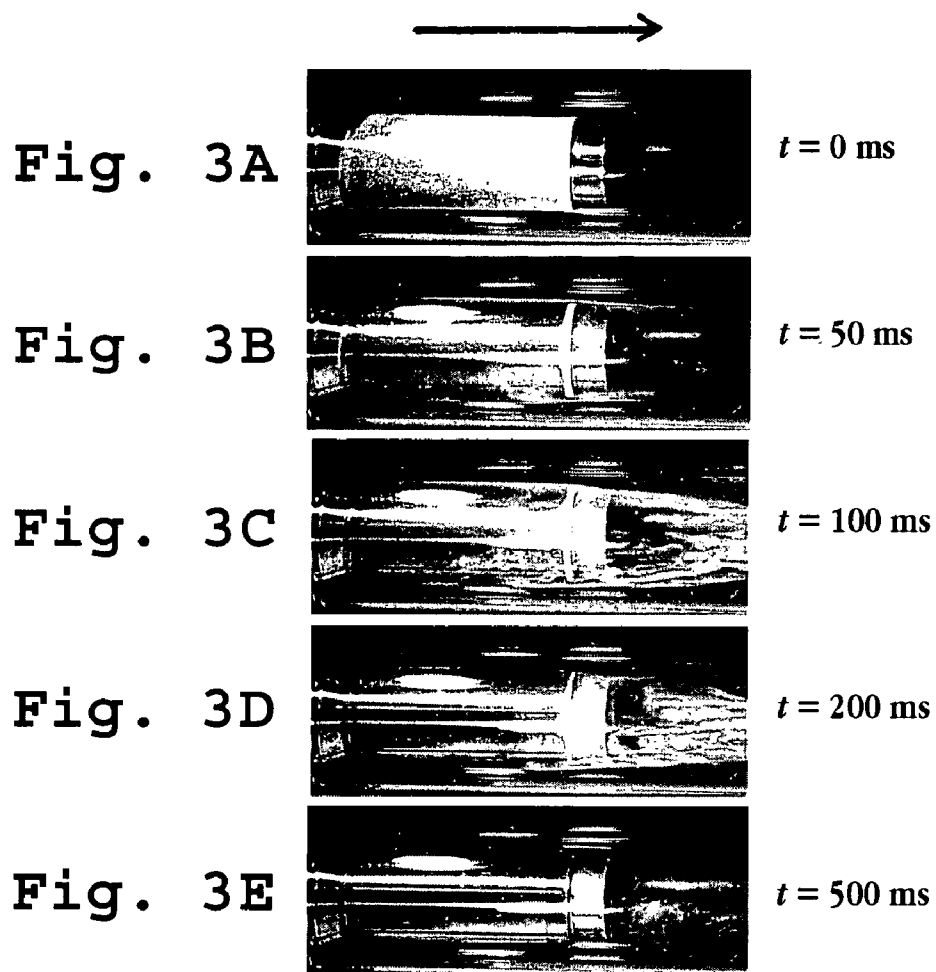 Fig. 3A
t = 0 ms
Fig. 3B
t = 50 ms
Fig. 3C
t = 100 ms
Fig. 3D
t = 200 ms
Fig. 3E
t = 500 ms